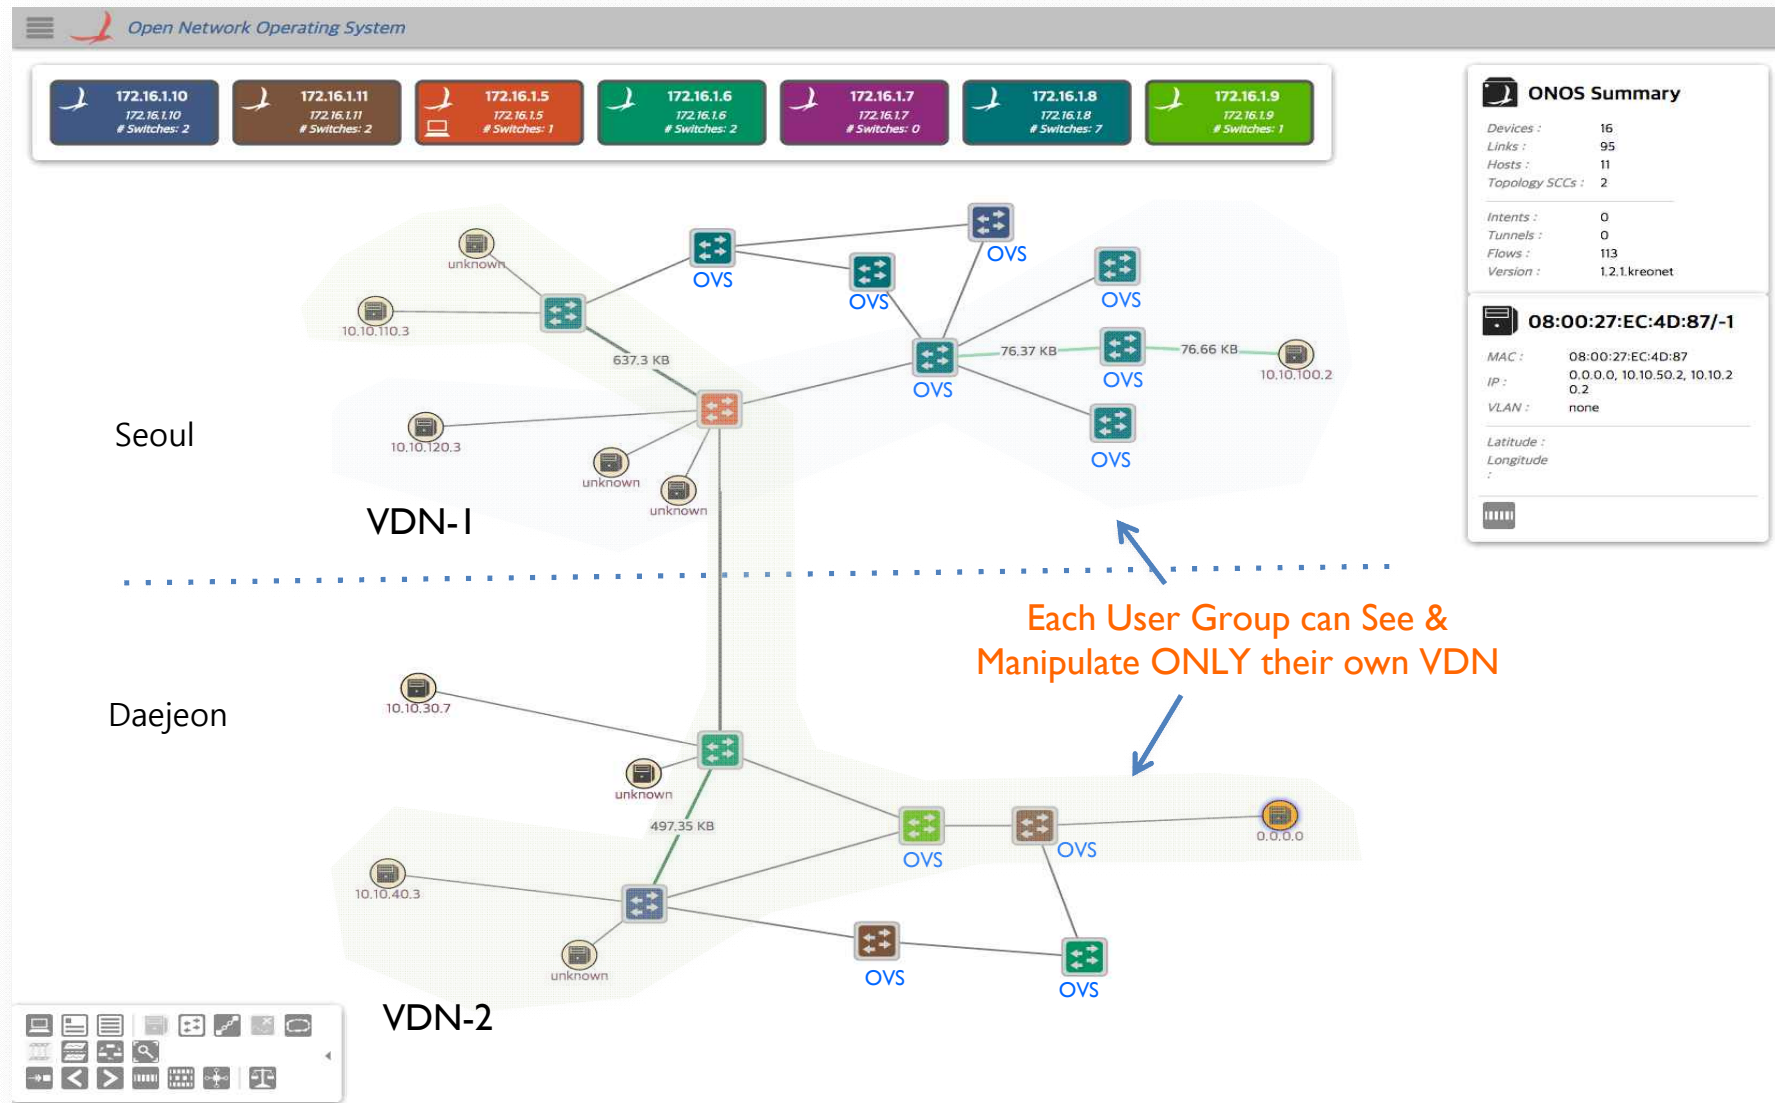 Open Network Operating System
172.16.1.10
172.16.1.10
# Switches: 2
172.16.1.11
172.16.1.11
# Switches: 2
172.16.1.5
172.16.1.5
# Switches: 1
172.16.1.6
172.16.1.6
# Switches: 2
172.16.1.7
172.16.1.7
# Switches: 0
172.16.1.8
172.16.1.8
# Switches: 7
172.16.1.9
172.16.1.9
# Switches: 1
ONOS Summary
Devices : 16
Links : 95
Hosts : 11
Topology SCCs : 2
Intents : 0
Tunnels : 0
Flows : 113
Version : 1.2.1.kreonet
08:00:27:EC:4D:87/-1
MAC : 08:00:27:EC:4D:87
IP : 0.0.0.0, 10.10.50.2, 10.10.2
0.2
VLAN : none
Latitude :
Longitude
:
unknown
OVS
OVS
OVS
OVS
10.10.110.3
637.3 KB
76.37 KB
76.66 KB
OVS
OVS
10.10.100.2
Seoul
10.10.120.3
OVS
unknown
unknown
VDN-1
Each User Group can See &
Manipulate ONLY their own VDN
Daejeon
10.10.30.7
unknown
497.35 KB
OVS
OVS
0.0.0.0
10.10.40.3
unknown
OVS
OVS
VDN-2